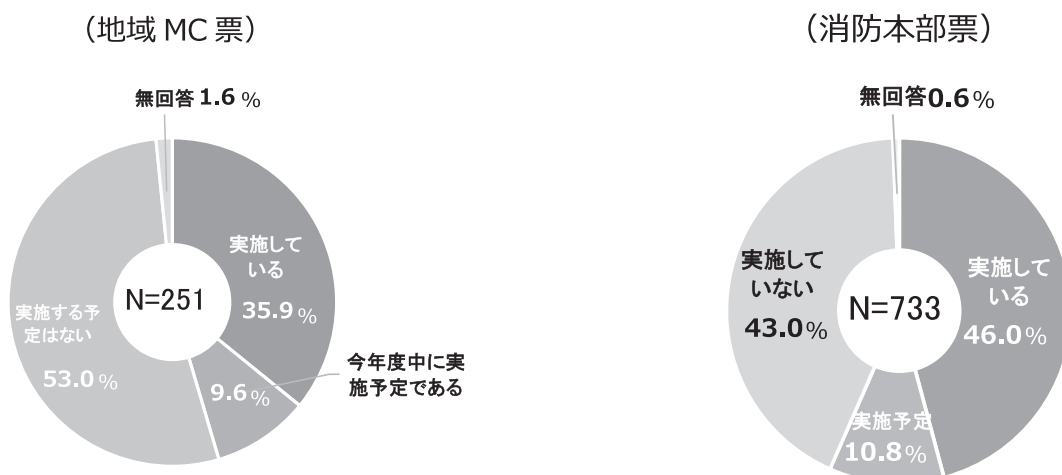 （地域 MC 票）
無回答 1.6 %
実施して
いる
35.9 %
N=251
実施する予
定はない
53.0 %
9.6 %
今年度中に実
施予定である
（消防本部票）
無回答 0.6 %
実施して
いない
43.0 %
N=733
実施して
いる
46.0 %
実施予定
10.8 %